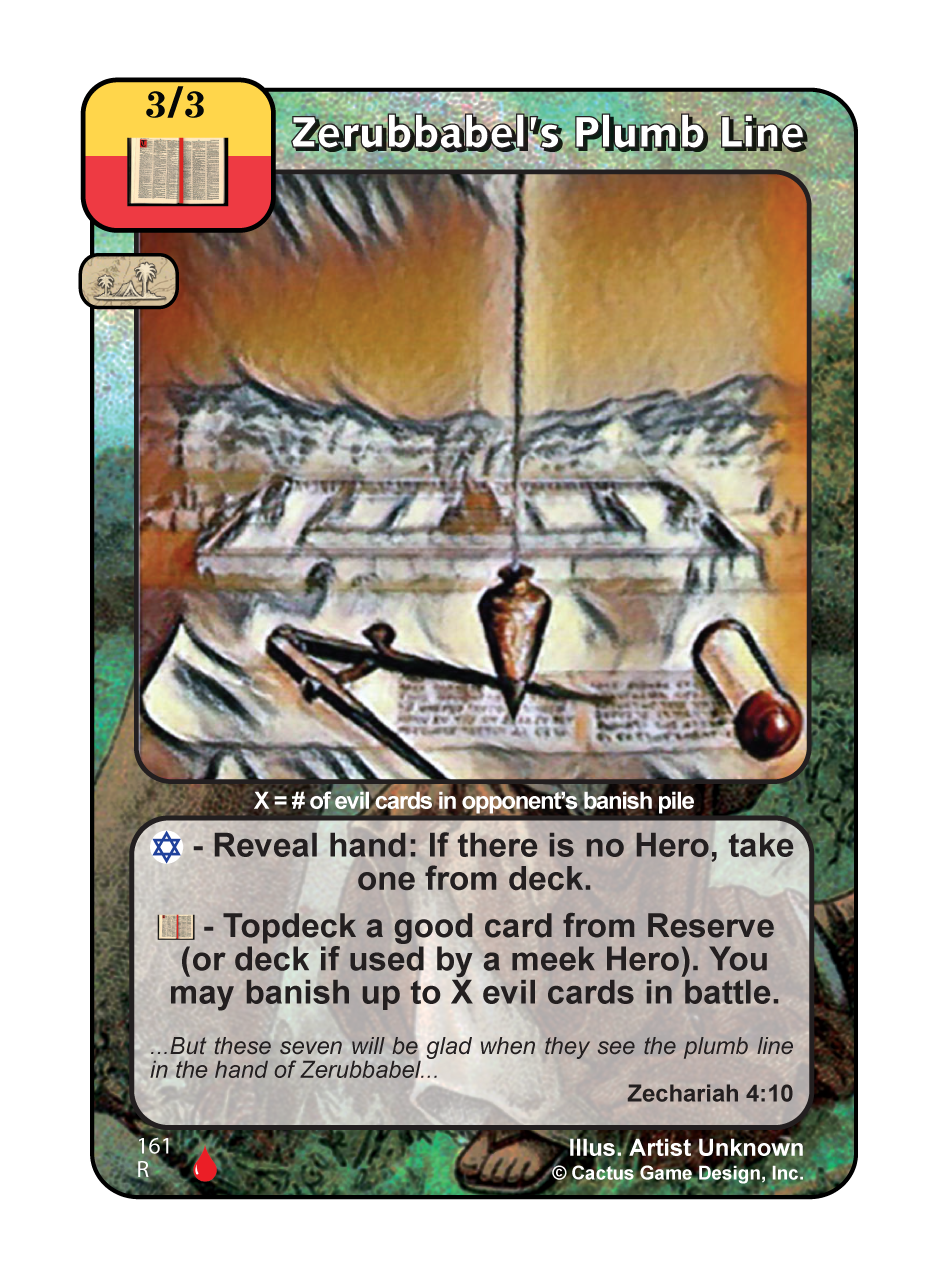 3/3
Zerubbabel's Plumb Line
X = # of evil cards in opponent's banish pile
- Reveal hand: If there is no Hero, take
one from deck.
- Topdeck a good card from Reserve
(or deck if used by a meek Hero). You
may banish up to X evil cards in battle.
...But these seven will be glad when they see the plumb line
in the hand of Zerubbabel...
Zechariah 4:10
161
R
Illus. Artist Unknown
© Cactus Game Design, Inc.